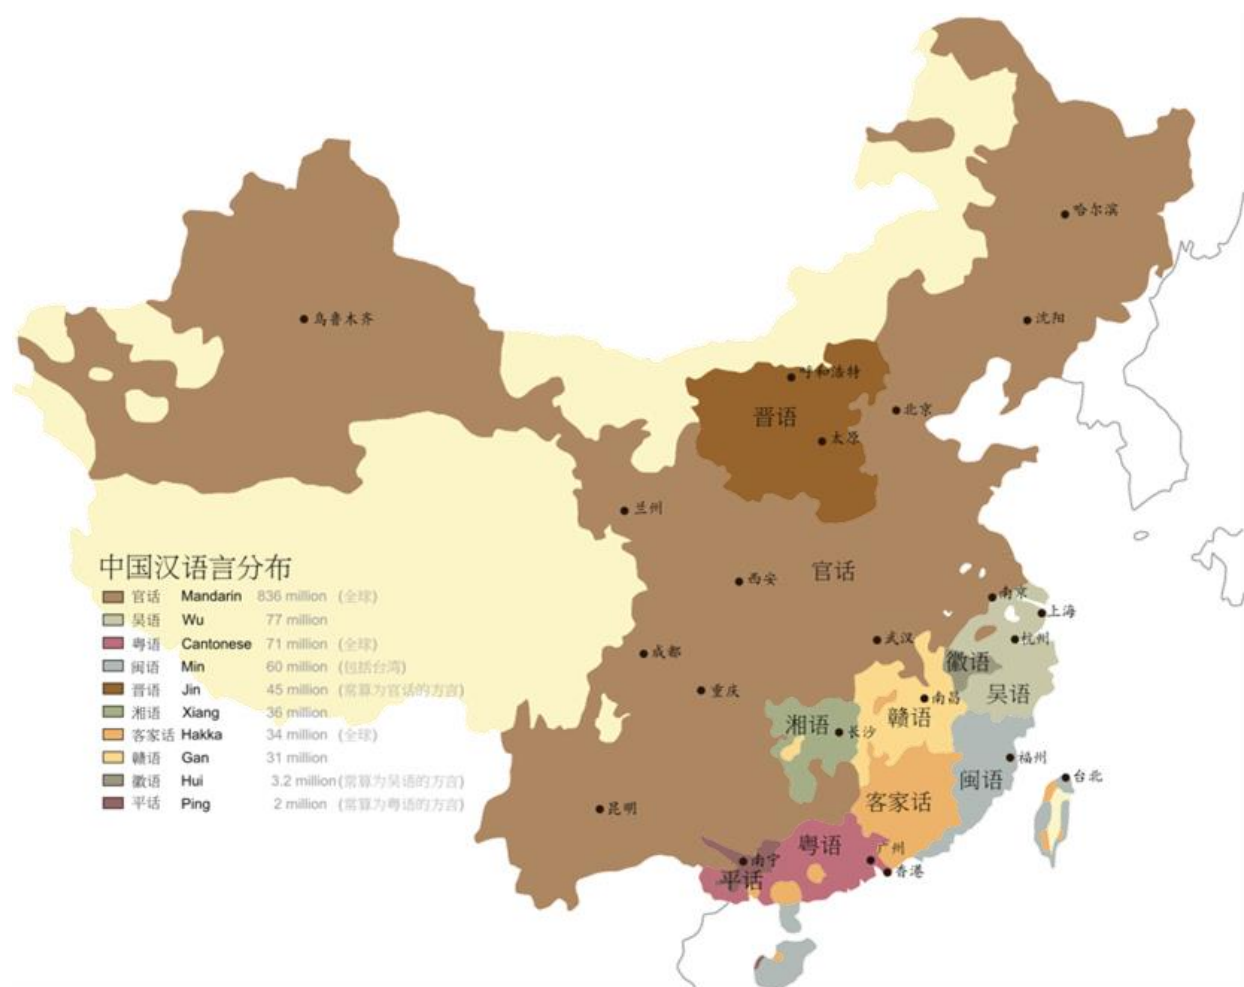 哈尔滨
乌鲁木齐
沈阳
呼和浩特
北京
晋语
太原
兰州
中国汉语言分布
官话 Mandarin 836 million (全球)
吴语 Wu 77 million
粤语 Cantonese 71 million (全球)
闽语 Min 60 million (包括台湾)
晋语 Jin 45 million (常算为官话的方言)
湘语 Xiang 36 million
客家话 Hakka 34 million (全球)
赣语 Gan 31 million
徽语 Hui 3.2 million (常算为吴语的方言)
平话 Ping 2 million (常算为粤语的方言)
西安
官话
南京
上海
成都
武汉
杭州
徽语
重庆
南昌
吴语
湘语
长沙
赣语
福州
闽语
台北
昆明
客家话
粤语
广州
南宁
平话
香港